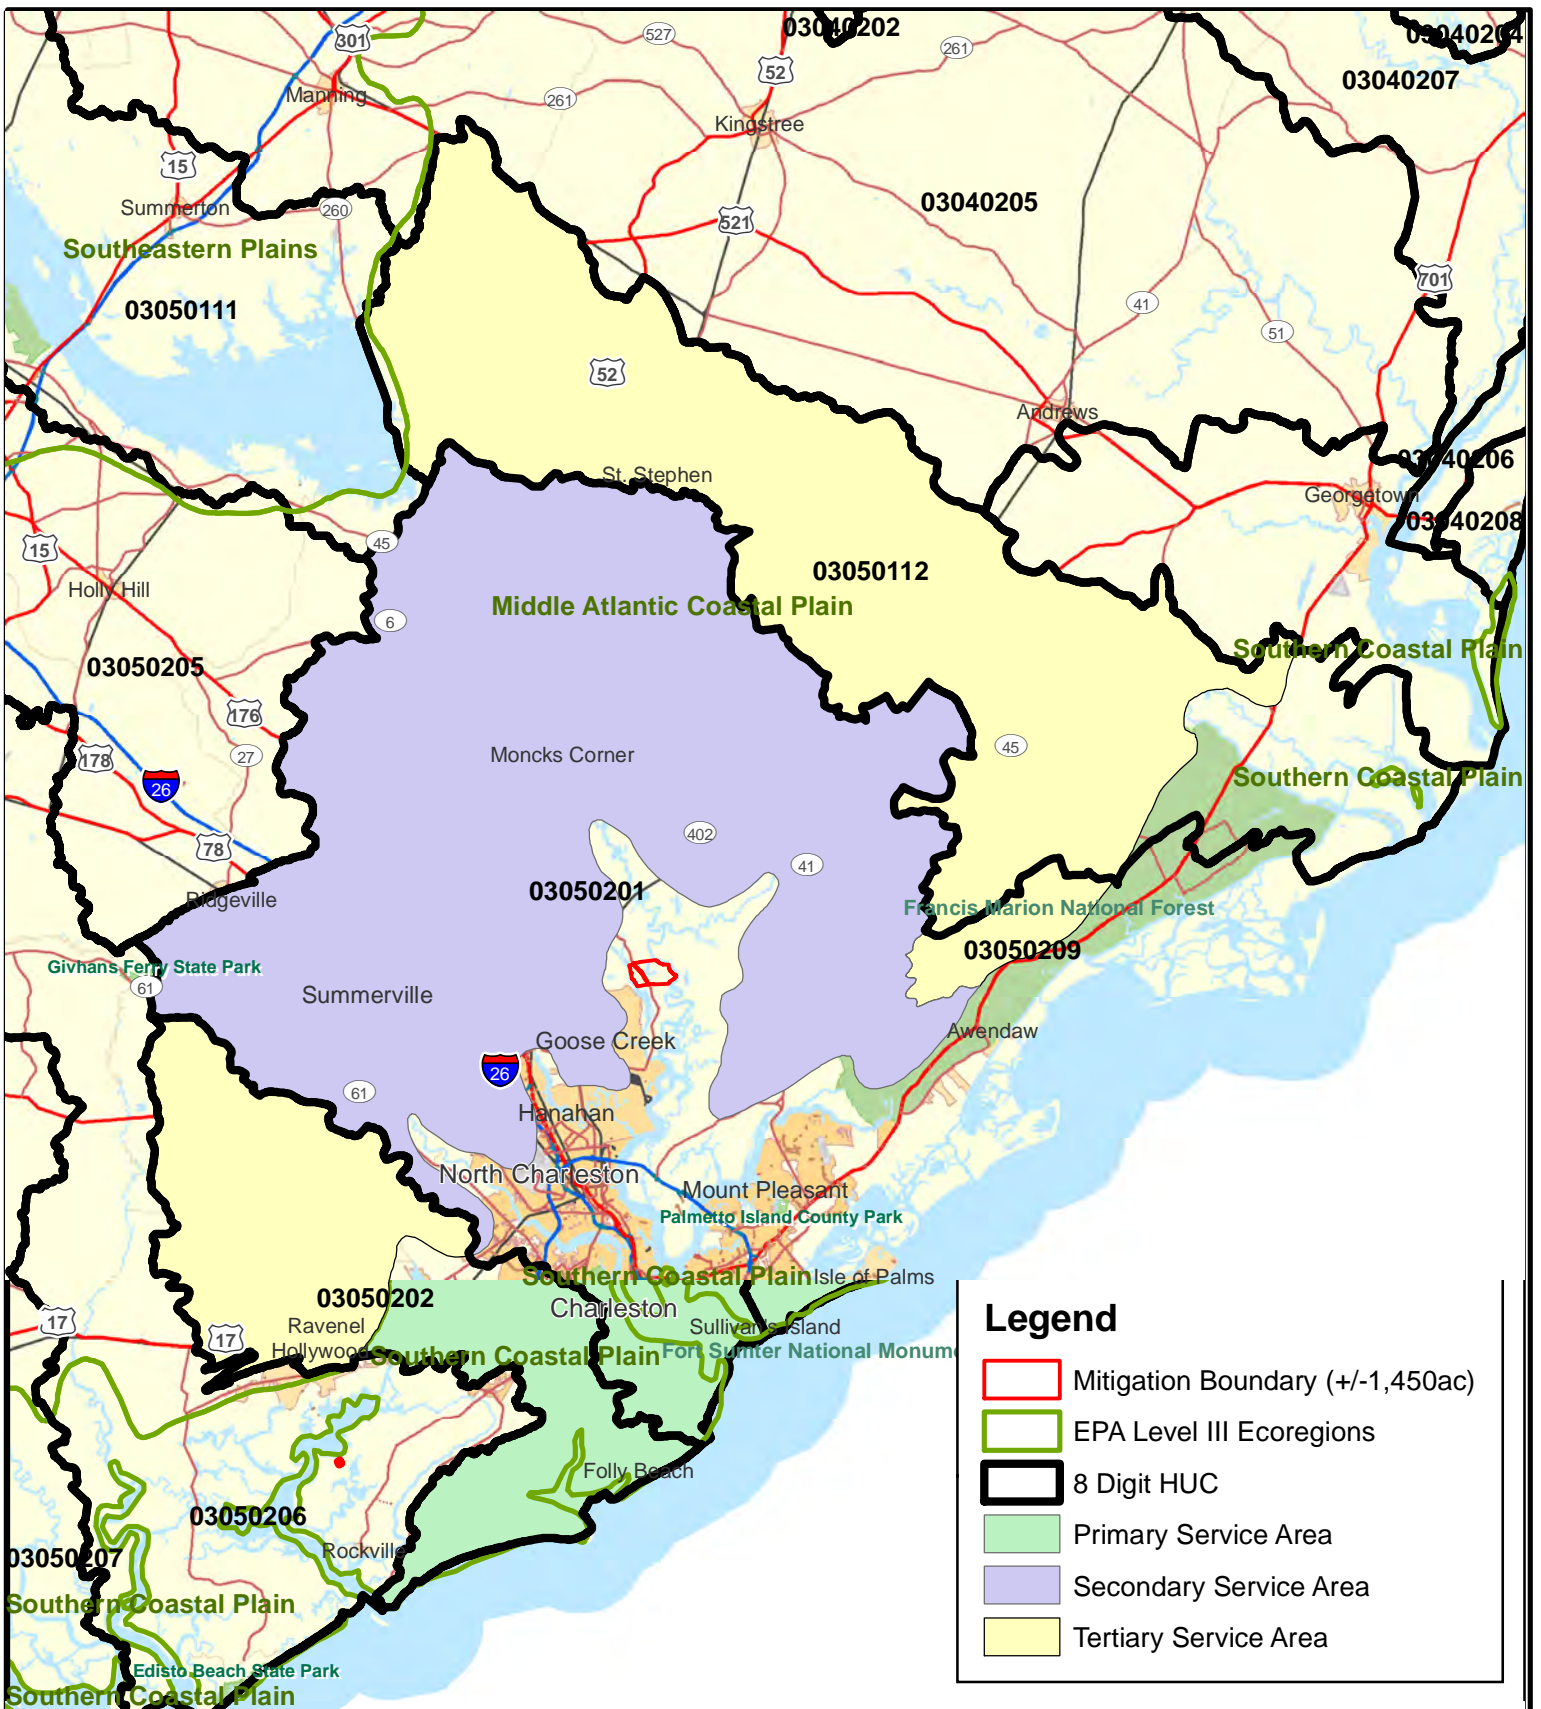 03040202
03040204
301
527
261
52
03040207
Manning
261
Kingstree
15
Summerton
260
521
03040205
Southeastern Plains
03050111
701
41
51
52
Andrews
St. Stephen
03040206
Georgetown
03040208
45
15
Holly Hill
03050112
Middle Atlantic Coastal Plain
6
Southern Coastal Plain
03050205
176
27
178
26
Moncks Corner
45
Southern Coastal Plain
78
402
41
Ridgeville
03050201
Francis Marion National Forest
03050209
Givhans Ferry State Park
61
Summerville
Awendaw
Goose Creek
26
61
Hanahan
North Charleston
Mount Pleasant
Palmetto Island County Park
Southern Coastal Plain
Isle of Palms
03050202
Charleston
17
Ravenel
17
Sullivan's Island
Hollywood
Southern Coastal Plain
Fort Sumter National Monume
Folly Beach
03050206
Rockville
03050207
Southern Coastal Plain
Edisto Beach State Park
Southern Coastal Plain
Legend
Mitigation Boundary (+/-1,450ac)
EPA Level III Ecoregions
8 Digit HUC
Primary Service Area
Secondary Service Area
Tertiary Service Area